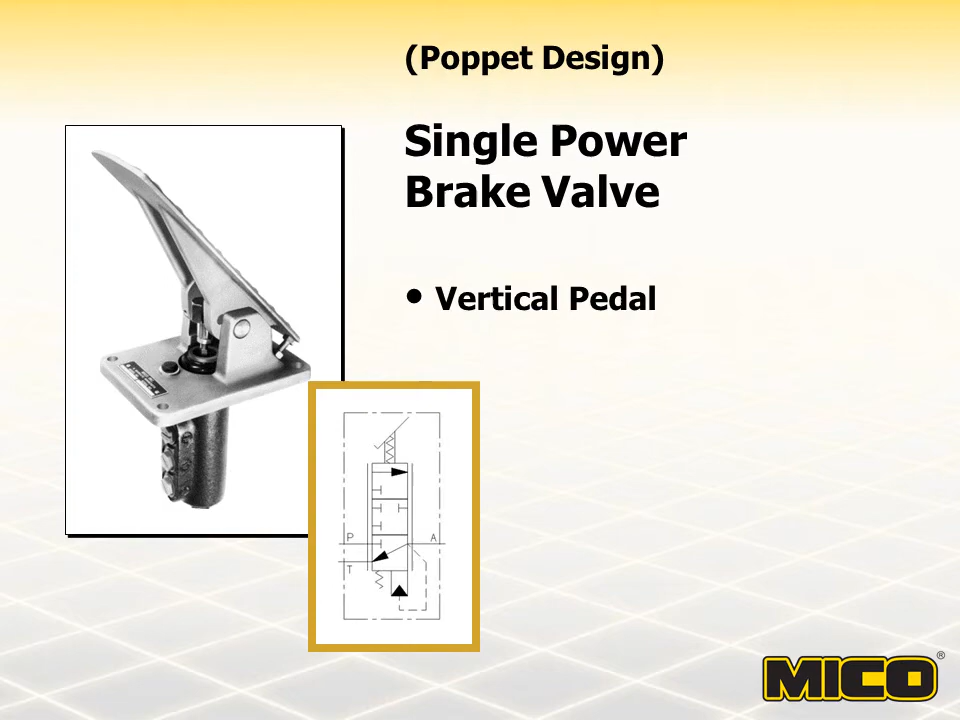 (Poppet Design)
Single Power
Brake Valve
• Vertical Pedal
P
A
T
MICO®